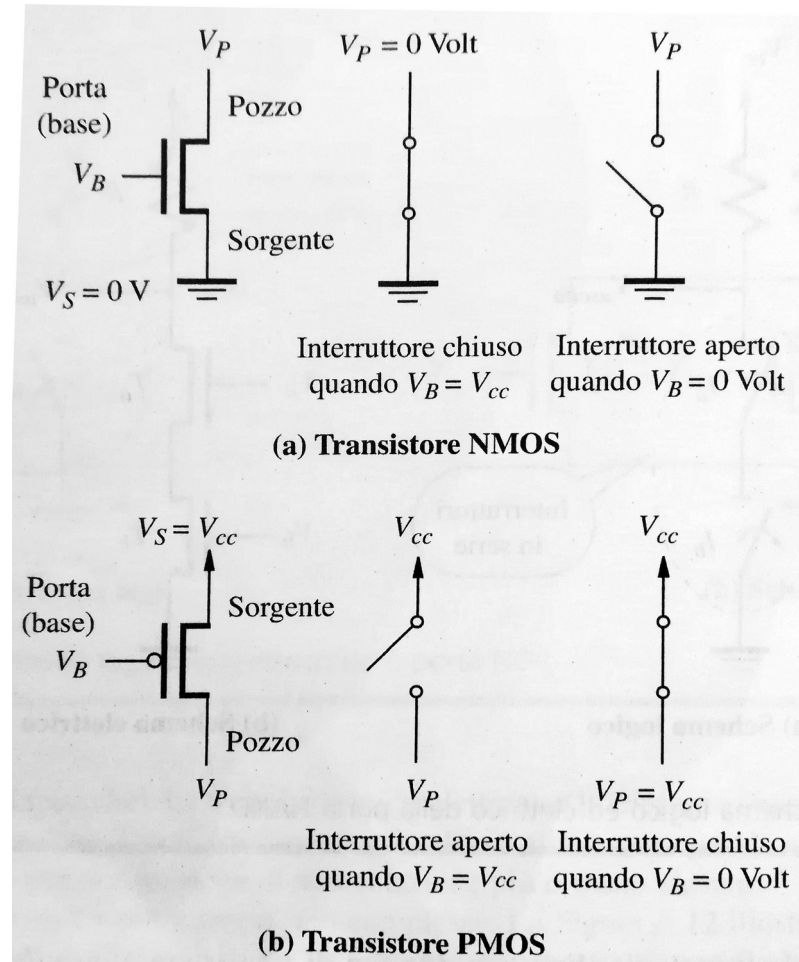 V_P
V_P = 0 Volt
V_P
Porta
(base)
Pozzo
V_B
Sorgente
V_S = 0 V
Interruttore chiuso
quando V_B = V_cc
Interruttore aperto
quando V_B = 0 Volt
(a) Transistore NMOS
V_S = V_cc
V_cc
V_cc
Porta
(base)
Sorgente
V_B
Pozzo
V_P
V_P
V_P = V_cc
Interruttore aperto
quando V_B = V_cc
Interruttore chiuso
quando V_B = 0 Volt
(b) Transistore PMOS